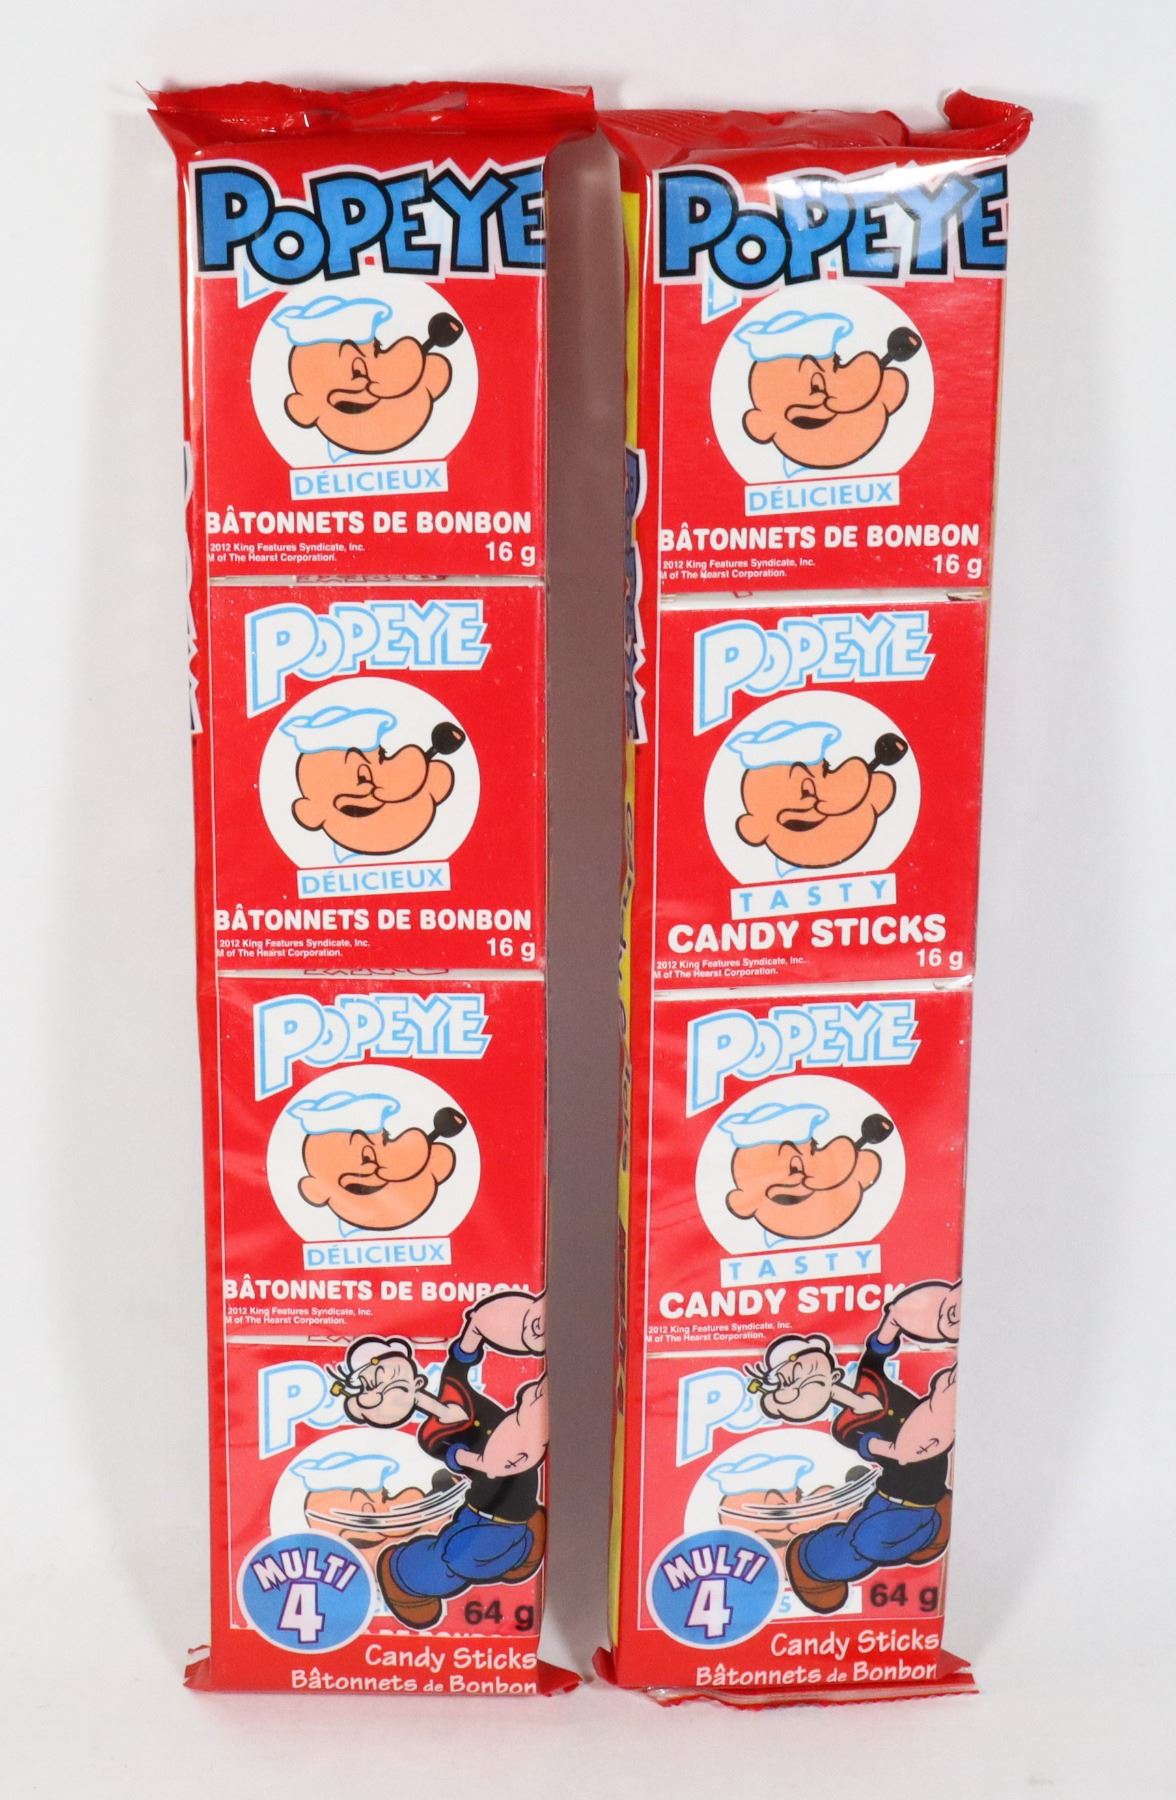 POPEYE
DÉLICIEUX
BÂTONNETS DE BONBON
2012 King Features Syndicate, Inc.
M of The Hearst Corporation.
16 g
POPEYE
DÉLICIEUX
BÂTONNETS DE BONBON
2012 King Features Syndicate, Inc.
M of The Hearst Corporation.
16 g
POPEYE
DÉLICIEUX
BÂTONNETS DE BONBON
2012 King Features Syndicate, Inc.
M of The Hearst Corporation.
MULTI
4
64 g
Candy Sticks
Bâtonnets de Bonbon
POPEYE
DÉLICIEUX
BÂTONNETS DE BONBON
2012 King Features Syndicate, Inc.
M of The Hearst Corporation.
16 g
POPEYE
TASTY
CANDY STICKS
2012 King Features Syndicate, Inc.
M of The Hearst Corporation.
16 g
POPEYE
TASTY
CANDY STICK
2012 King Features Syndicate, Inc.
M of The Hearst Corporation.
MULTI
4
64 g
Candy Sticks
Bâtonnets de Bonbon